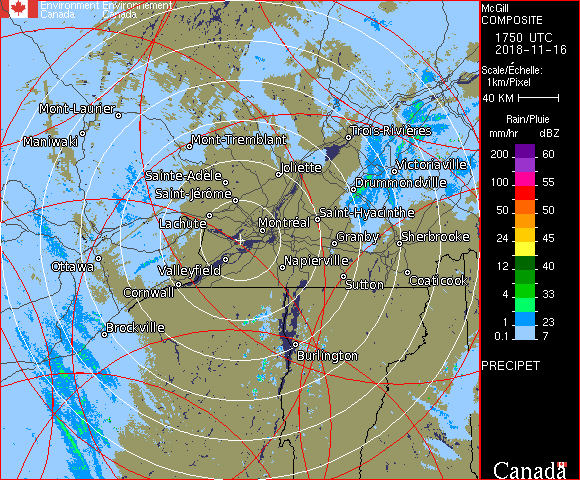 Environment Environnement
Canada Canada
McGill
COMPOSITE
1750 UTC
2018-11-16
Scale/Échelle:
1km/Pixel
40 KM
Rain/Pluie
mm/hr dBZ
200 60
100 55
50 50
24 45
12 40
4 33
1 23
0.1 7
PRECIPET
Canada
Mont-Laurier
Maniwaki
Mont-Tremblant
Trois-Rivières
Joliette
Victoriaville
Sainte-Adèle
Drummondville
Saint-Jérôme
Lachute
Montréal
Saint-Hyacinthe
Granby
Sherbrooke
Ottawa
Valleyfield
Napierville
Cornwall
Sutton
Coaticook
Brockville
Burlington